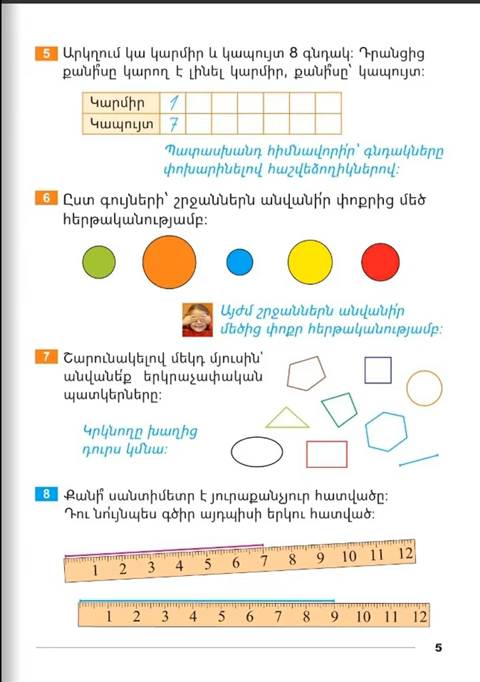 5 Արկղում կա կարմիր և կապույտ 8 գնդակ։ Դրանցից
քանի՞սը կարող է լինել կարմիր, քանի՞սը՝ կապույտ։
Կարմիր 1
Կապույտ 7
Պատասխանդ հիմնավորի՛ր՝ գնդակները
փոխարինելով հաշվեձողիկներով։
6 Ըստ գույների՝ շրջաններն անվանի՛ր փոքրից մեծ
հերթականությամբ։
Այժմ շրջաններն անվանի՛ր
մեծից փոքր հերթականությամբ։
7 Շարունակելով մեկդ մյուսին՝
անվանե՛ք երկրաչափական
պատկերները։
Կրկնողը խաղից
դուրս կմնա։
8 Քանի՞ սանտիմետր է յուրաքանչյուր հատվածը։
Դու նո՛ւյնպես գծիր այդպիսի երկու հատված։
1 2 3 4 5 6 7 8 9 10 11 12
1 2 3 4 5 6 7 8 9 10 11 12
5